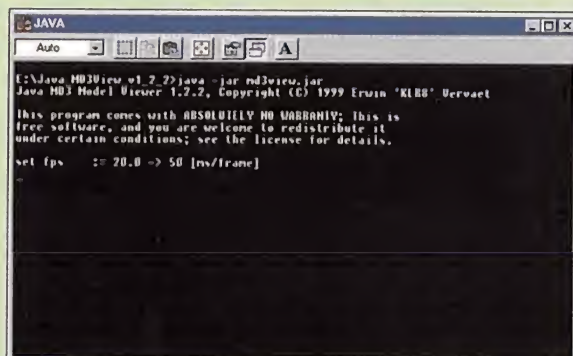 JAVA
Auto
A
E:\Java MD3View v1_2_2>java -jar md3view.jar
Java MD3 Model Viewer 1.2.2, Copyright (C) 1999 Erwin 'KLR8' Vervaet
This program comes with ABSOLUTELY NO WARRANTY; This is
free software, and you are welcome to redistribute it
under certain conditions; see the license for details.
set fps := 20.0 -> 50 [ms/frame]